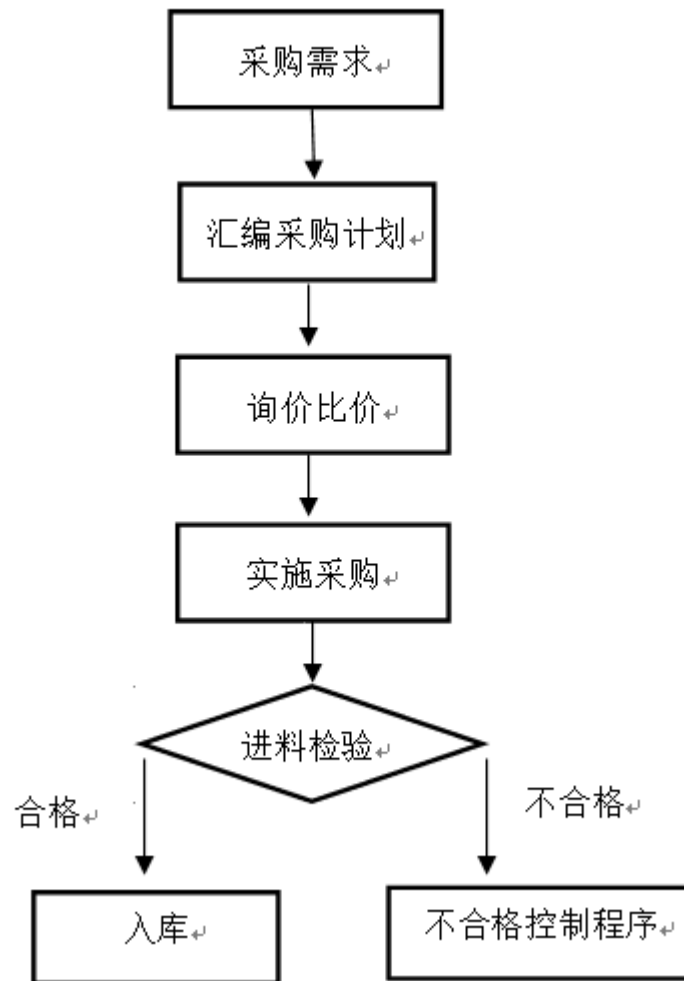 采购需求
汇编采购计划
询价比价
实施采购
进料检验
合格
不合格
入库
不合格控制程序